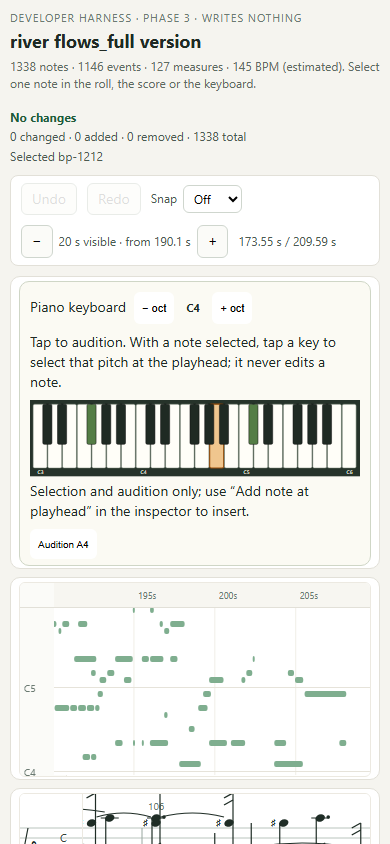 DEVELOPER HARNESS · PHASE 3 · WRITES NOTHING
river flows_full version
1338 notes · 1146 events · 127 measures · 145 BPM (estimated). Select
one note in the roll, the score or the keyboard.
No changes
0 changed · 0 added · 0 removed · 1338 total
Selected bp-1212
Undo Redo Snap Off
− 20 s visible · from 190.1 s + 173.55 s / 209.59 s
Piano keyboard − oct C4 + oct
Tap to audition. With a note selected, tap a key to
select that pitch at the playhead; it never edits a
note.
C3 C4 C5 C6
Selection and audition only; use “Add note at
playhead” in the inspector to insert.
Audition A4
195s 200s 205s
C5
C4
106
C